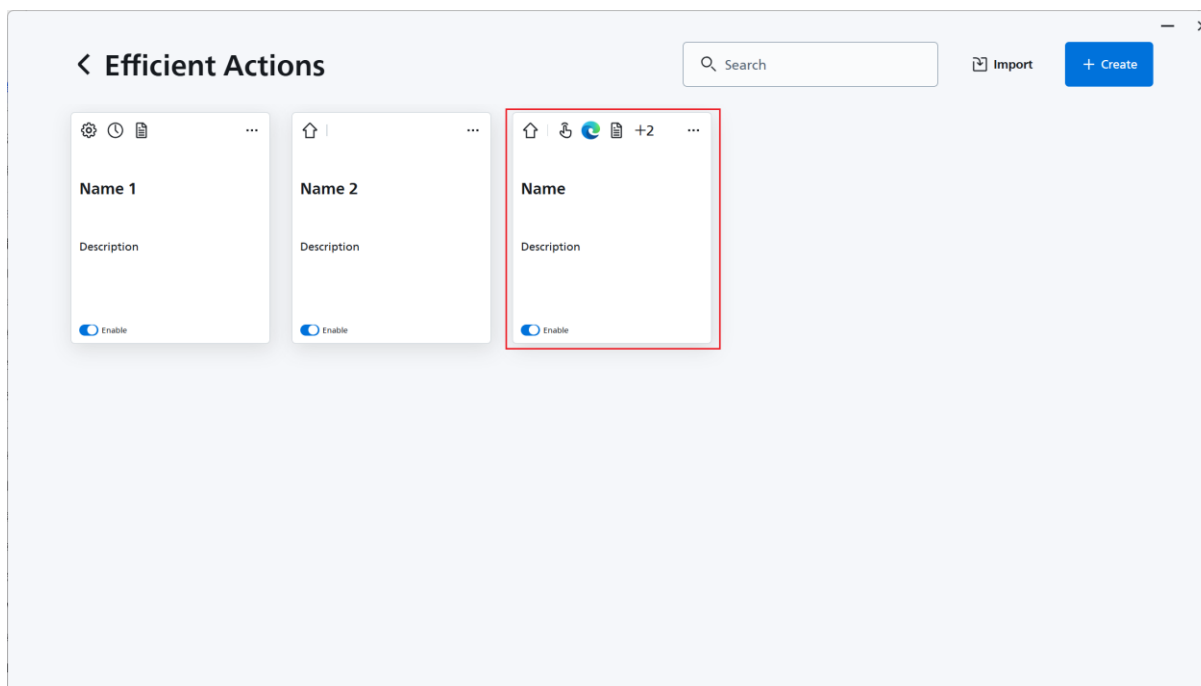 Efficient Actions
Search
Import
+ Create
+2
Name 1
Name 2
Name
Description
Description
Description
Enable
Enable
Enable